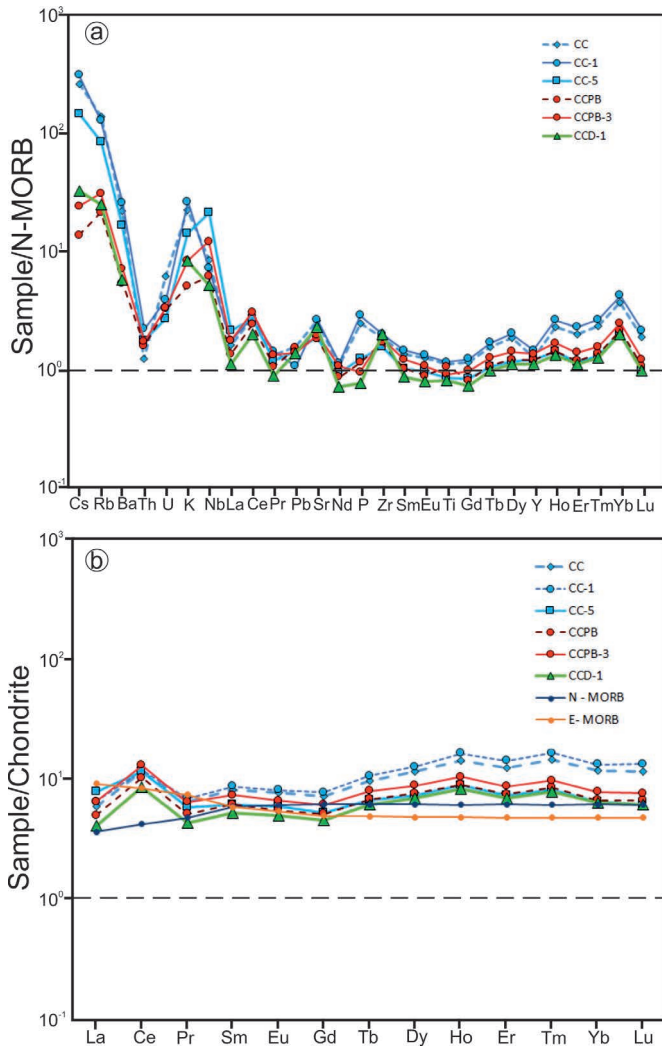 10³
ⓐ
CC
CC-1
CC-5
CCPB
CCPB-3
CCD-1
10²
10¹
10⁰
10⁻¹
Sample/N-MORB
Cs Rb Ba Th U K Nb La Ce Pr Pb Sr Nd P Zr Sm Eu Ti Gd Tb Dy Y Ho Er Tm Yb Lu
10³
ⓑ
CC
CC-1
CC-5
CCPB
CCPB-3
CCD-1
N - MORB
E- MORB
10²
10¹
10⁰
10⁻¹
Sample/Chondrite
La Ce Pr Sm Eu Gd Tb Dy Ho Er Tm Yb Lu